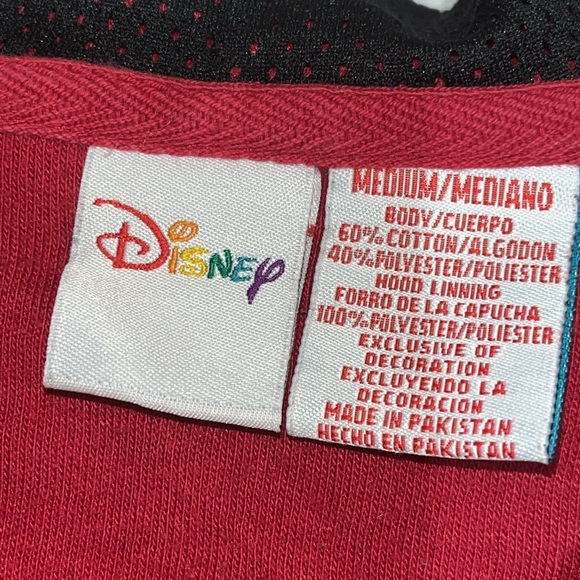 Disney
MEDIUM/MEDIANO
BODY/CUERPO
60% COTTON/ALGODON
40% POLYESTER/POLIESTER
HOOD LINNING
FORRO DE LA CAPUCHA
100% POLYESTER/POLIESTER
EXCLUSIVE OF
DECORATION
EXCLUYENDO LA
DECORACION
MADE IN PAKISTAN
HECHO EN PAKISTAN